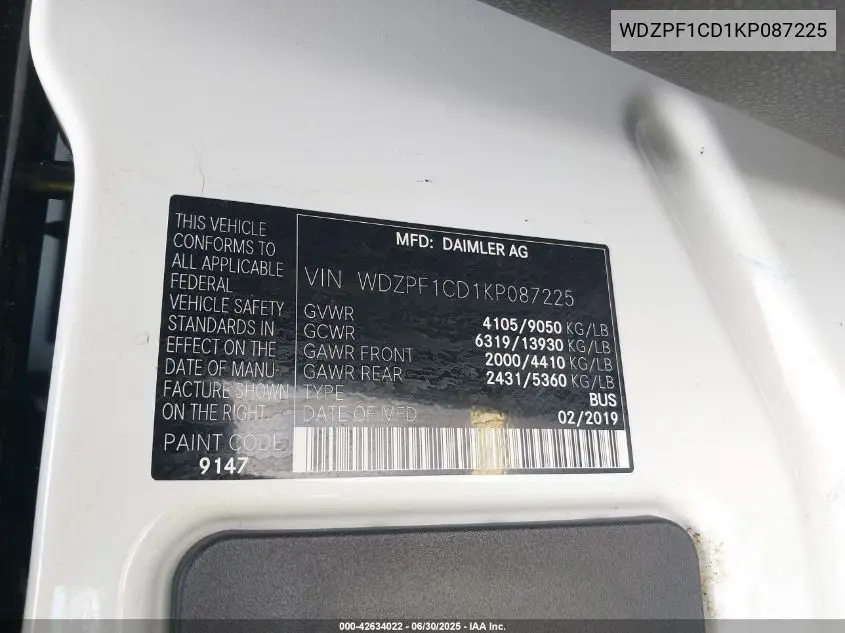 WDZPF1CD1KP087225
THIS VEHICLE
CONFORMS TO
ALL APPLICABLE
FEDERAL
VEHICLE SAFETY
STANDARDS IN
EFFECT ON THE
DATE OF MANU-
FACTURE SHOWN
ON THE RIGHT.
PAINT CODE
9147
MFD: DAIMLER AG
VIN WDZPF1CD1KP087225
GVWR 4105/9050 KG/LB
GCWR 6319/13930 KG/LB
GAWR FRONT 2000/4410 KG/LB
GAWR REAR 2431/5360 KG/LB
TYPE BUS
DATE OF MFD 02/2019
000-42634022 - 06/30/2025 - IAA Inc.